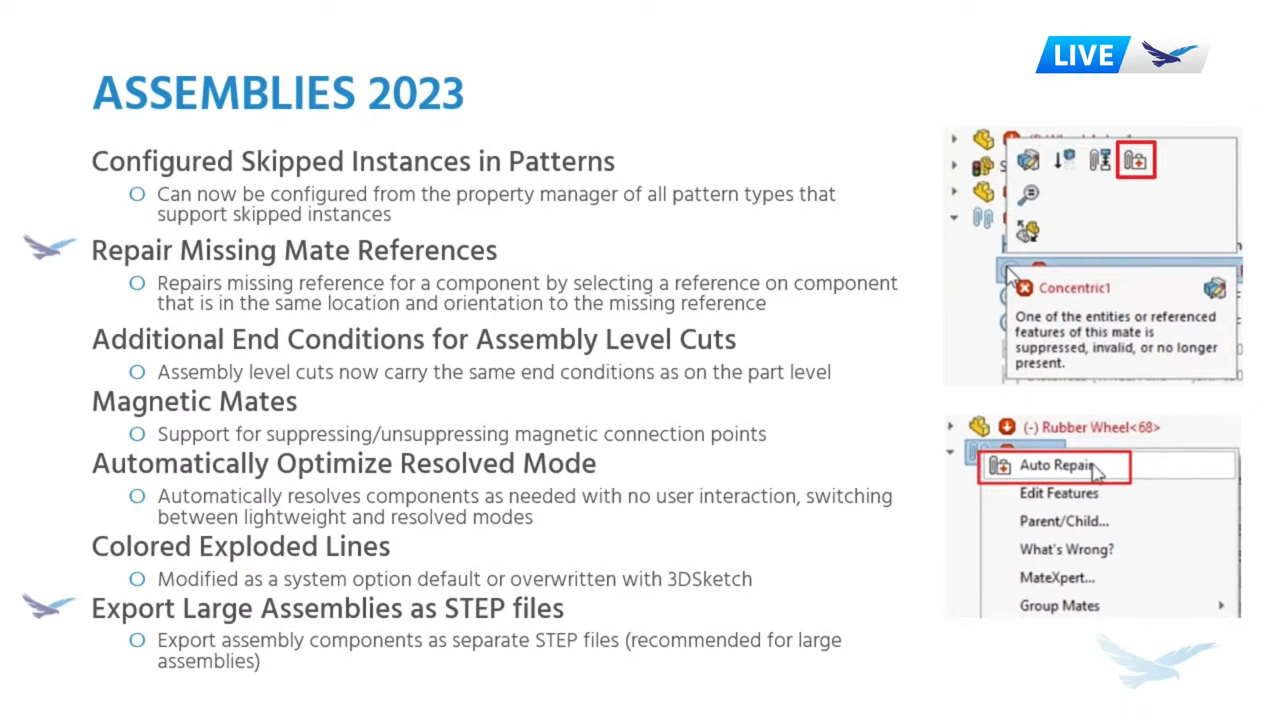 LIVE
ASSEMBLIES 2023
Configured Skipped Instances in Patterns
Can now be configured from the property manager of all pattern types that
support skipped instances
Repair Missing Mate References
Repairs missing reference for a component by selecting a reference on component
that is in the same location and orientation to the missing reference
Additional End Conditions for Assembly Level Cuts
Assembly level cuts now carry the same end conditions as on the part level
Magnetic Mates
Support for suppressing/unsuppressing magnetic connection points
Automatically Optimize Resolved Mode
Automatically resolves components as needed with no user interaction, switching
between lightweight and resolved modes
Colored Exploded Lines
Modified as a system option default or overwritten with 3DSketch
Export Large Assemblies as STEP files
Export assembly components as separate STEP files (recommended for large
assemblies)
Concentric1
One of the entities or referenced
features of this mate is
suppressed, invalid, or no longer
present.
(-) Rubber Wheel<68>
Auto Repair
Edit Features
Parent/Child...
What's Wrong?
MateXpert...
Group Mates